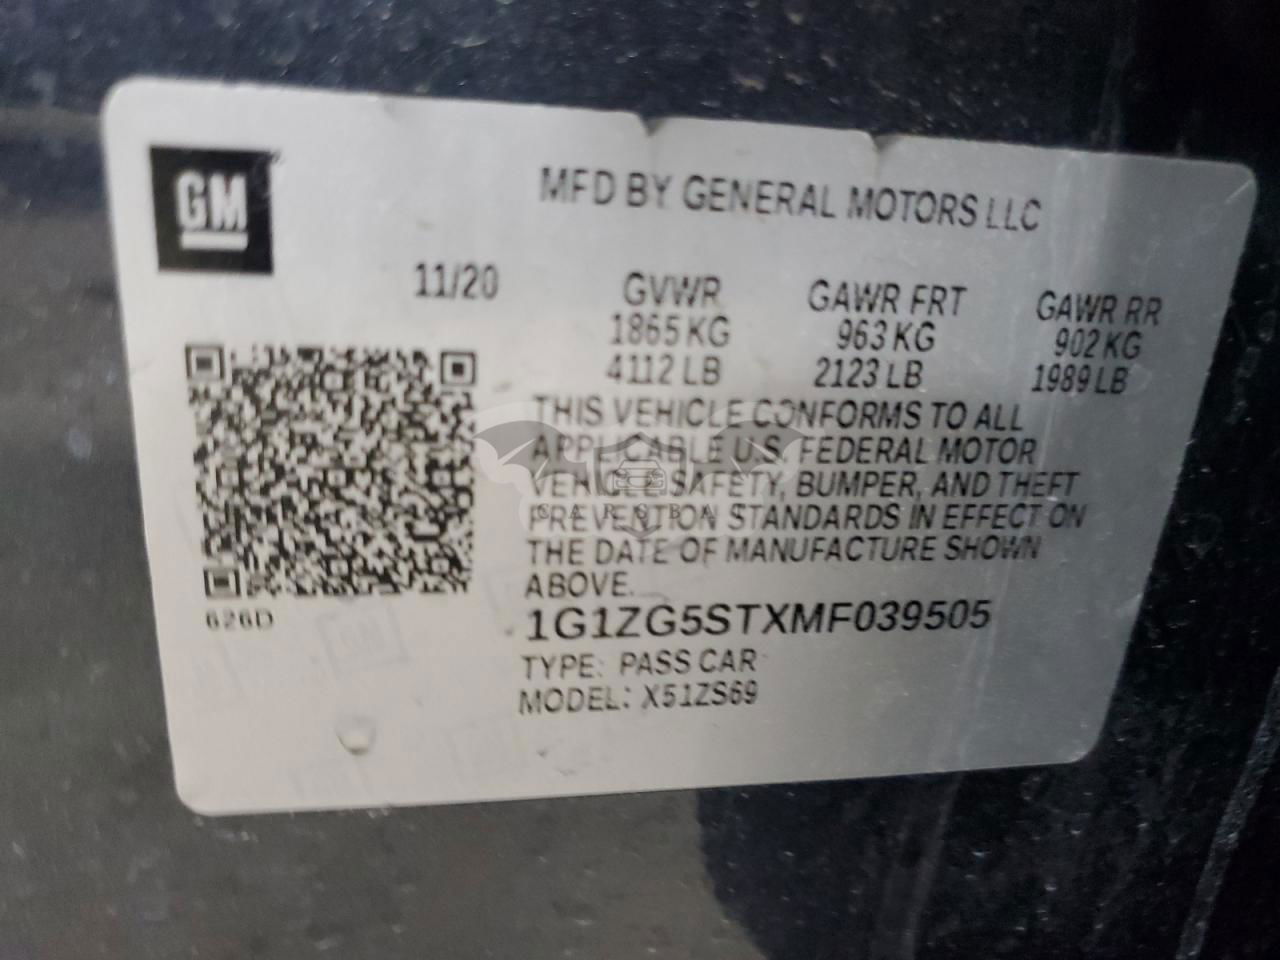 GM
MFD BY GENERAL MOTORS LLC
11/20
GVWR
1865 KG
4112 LB
GAWR FRT
963 KG
2123 LB
GAWR RR
902 KG
1989 LB
THIS VEHICLE CONFORMS TO ALL
APPLICABLE U.S. FEDERAL MOTOR
VEHICLE SAFETY, BUMPER, AND THEFT
PREVENTION STANDARDS IN EFFECT ON
THE DATE OF MANUFACTURE SHOWN
ABOVE.
1G1ZG5STXMF039505
TYPE: PASS CAR
MODEL: X51ZS69
626D